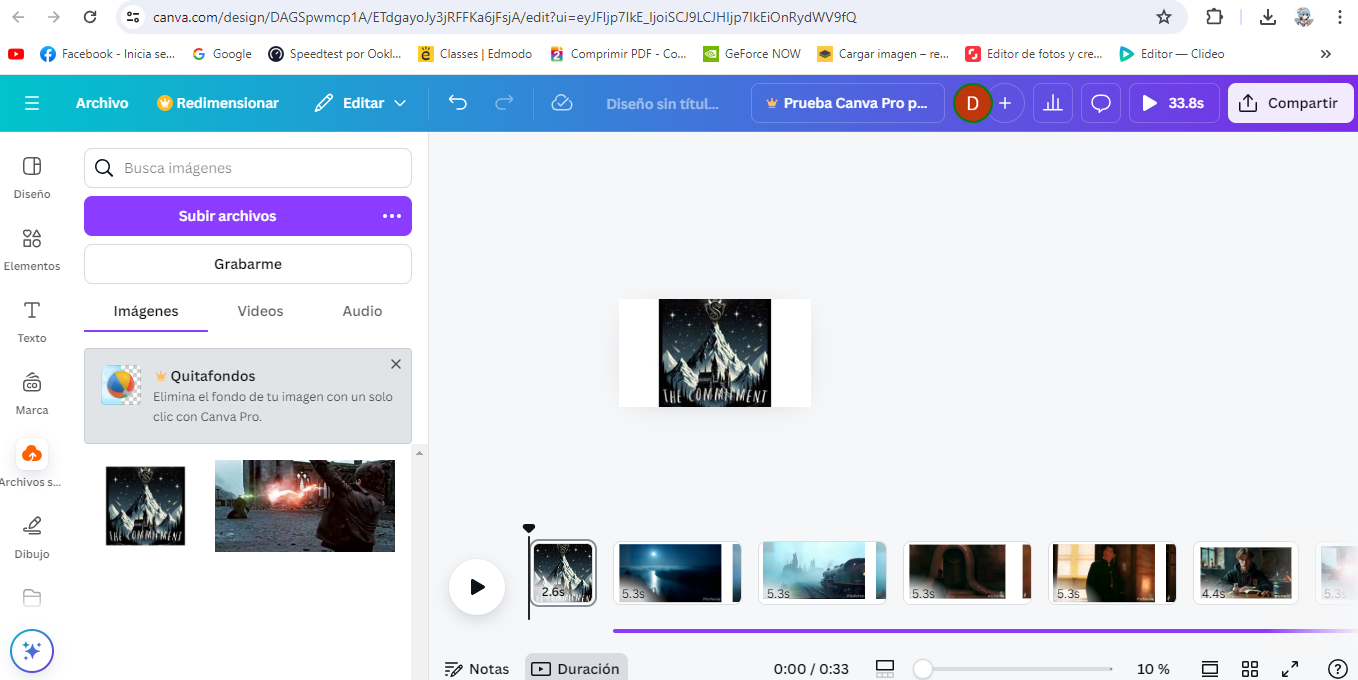 canva.com/design/DAGSpwmcp1A/ETdgayoJy3jRFFKa6jFsjA/edit?ui=eyJFIjp7IkE_IjoiSCJ9LCJHIjp7IkEiOnRydWV9fQ
Facebook - Inicia se...
Google
Speedtest por Ookl...
Classes | Edmodo
Comprimir PDF - Co...
GeForce NOW
Cargar imagen – re...
Editor de fotos y cre...
Editor — Clideo
Archivo
Redimensionar
Editar
Diseño sin títul...
Prueba Canva Pro p...
D
33.8s
Compartir
Diseño
Elementos
Texto
Marca
Archivos s...
Dibujo
Busca imágenes
Subir archivos
Grabarme
Imágenes
Videos
Audio
Quitafondos
Elimina el fondo de tu imagen con un solo
clic con Canva Pro.
THE COMMITMENT
THE COMMITMENT
2.6s
5.3s
5.3s
5.3s
5.3s
4.4s
5.3s
Notas
Duración
0:00 / 0:33
10 %